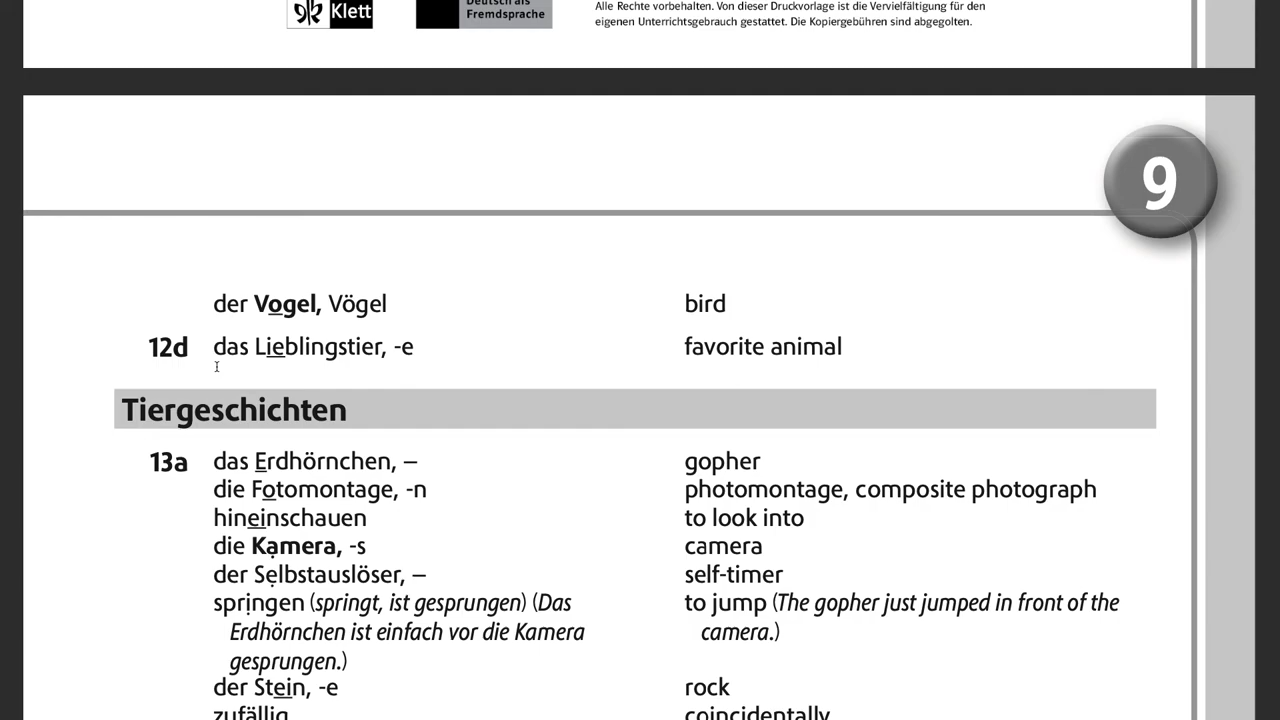 Klett
Deutsch als
Fremdsprache
Alle Rechte vorbehalten. Von dieser Druckvorlage ist die Vervielfältigung für den
eigenen Unterrichtsgebrauch gestattet. Die Kopiergebühren sind abgegolten.
9
der Vogel, Vögel bird
12d das Lieblingstier, -e favorite animal
Tiergeschichten
13a das Erdhörnchen, – gopher
die Fotomontage, -n photomontage, composite photograph
hineinschauen to look into
die Kamera, -s camera
der Selbstauslöser, – self-timer
springen (springt, ist gesprungen) (Das to jump (The gopher just jumped in front of the
Erdhörnchen ist einfach vor die Kamera camera.)
gesprungen.)
der Stein, -e rock
zufällig coincidentally